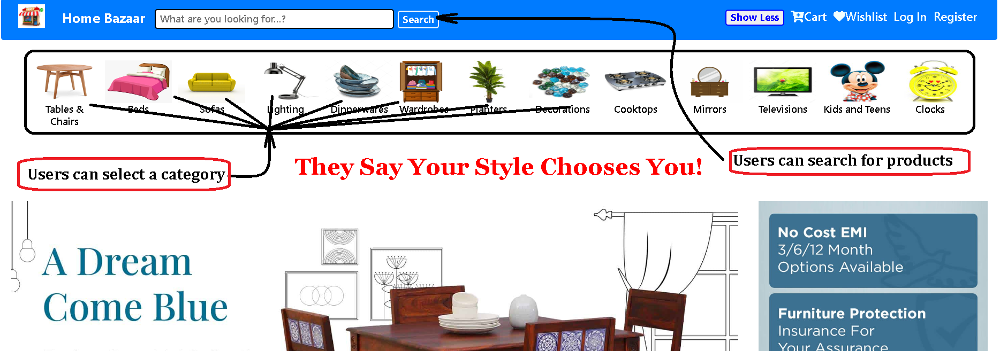 Home Bazaar
What are you looking for...?
Search
Show Less
Cart
Wishlist
Log In
Register
Tables &
Chairs
Beds
Sofas
Lighting
Dinnerwares
Wardrobes
Planters
Decorations
Cooktops
Mirrors
Televisions
Kids and Teens
Clocks
Users can select a category
They Say Your Style Chooses You!
Users can search for products
A Dream
Come Blue
No Cost EMI
3/6/12 Month
Options Available
Furniture Protection
Insurance For
Your Assurance